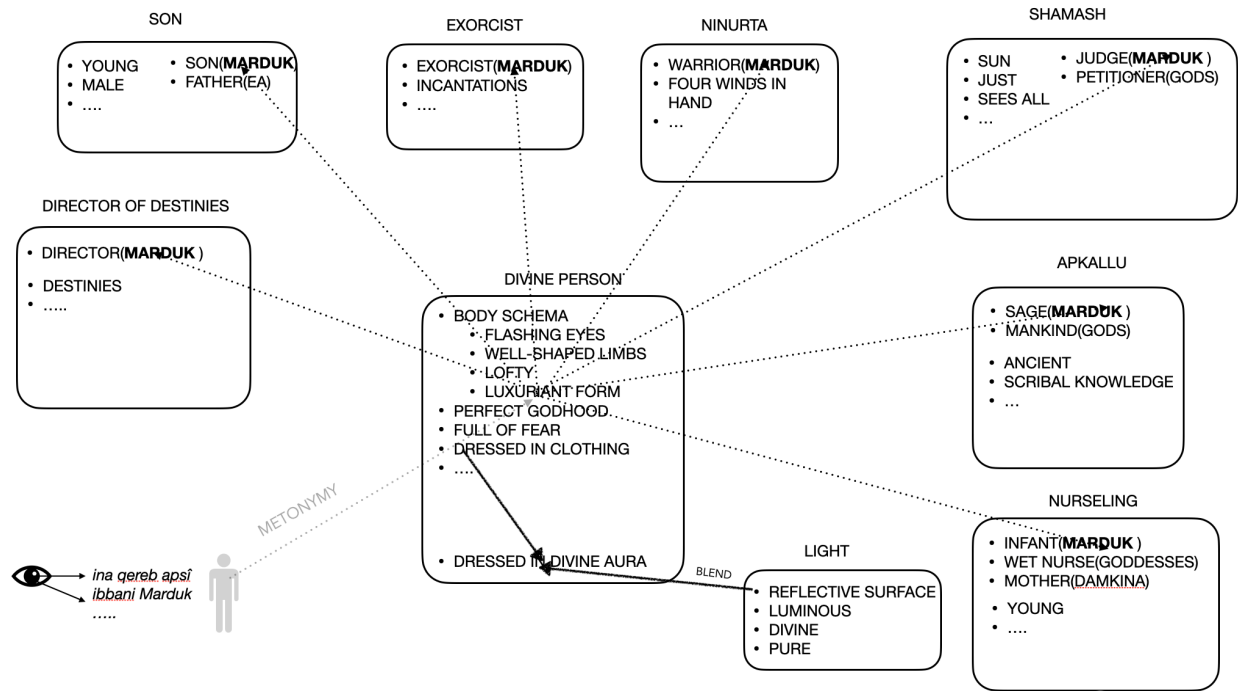 SON
• YOUNG
• MALE
• ....
• SON(MARDUK)
• FATHER(EA)
EXORCIST
• EXORCIST(MARDUK)
• INCANTATIONS
• ....
NINURTA
• WARRIOR(MARDUK)
• FOUR WINDS IN
HAND
• ...
SHAMASH
• SUN
• JUST
• SEES ALL
• ...
• JUDGE(MARDUK )
• PETITIONER(GODS)
DIRECTOR OF DESTINIES
• DIRECTOR(MARDUK )
• DESTINIES
• .....
DIVINE PERSON
• BODY SCHEMA
• FLASHING EYES
• WELL-SHAPED LIMBS
• LOFTY
• LUXURIANT FORM
• PERFECT GODHOOD
• FULL OF FEAR
• DRESSED IN CLOTHING
• ....
• DRESSED IN DIVINE AURA
APKALLU
• SAGE(MARDUK )
• MANKIND(GODS)
• ANCIENT
• SCRIBAL KNOWLEDGE
• ...
METONYMY
ina qereb apsî
ibbani Marduk
.....
BLEND
LIGHT
• REFLECTIVE SURFACE
• LUMINOUS
• DIVINE
• PURE
NURSELING
• INFANT(MARDUK )
• WET NURSE(GODDESSES)
• MOTHER(DAMKINA)
• YOUNG
• ....